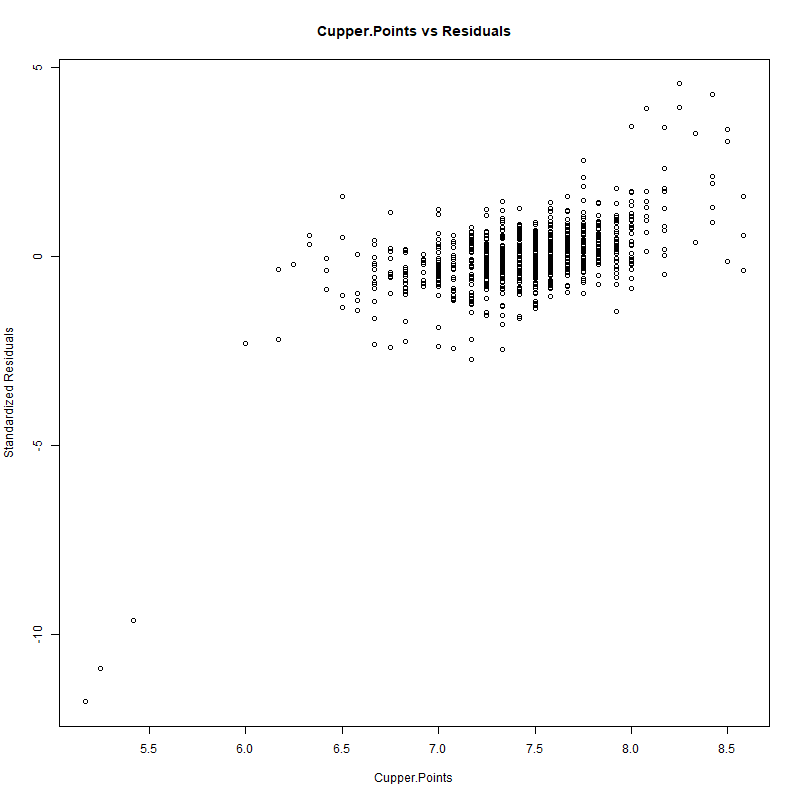 Cupper.Points vs Residuals
Standardized Residuals
5
0
-5
-10
5.5 6.0 6.5 7.0 7.5 8.0 8.5
Cupper.Points